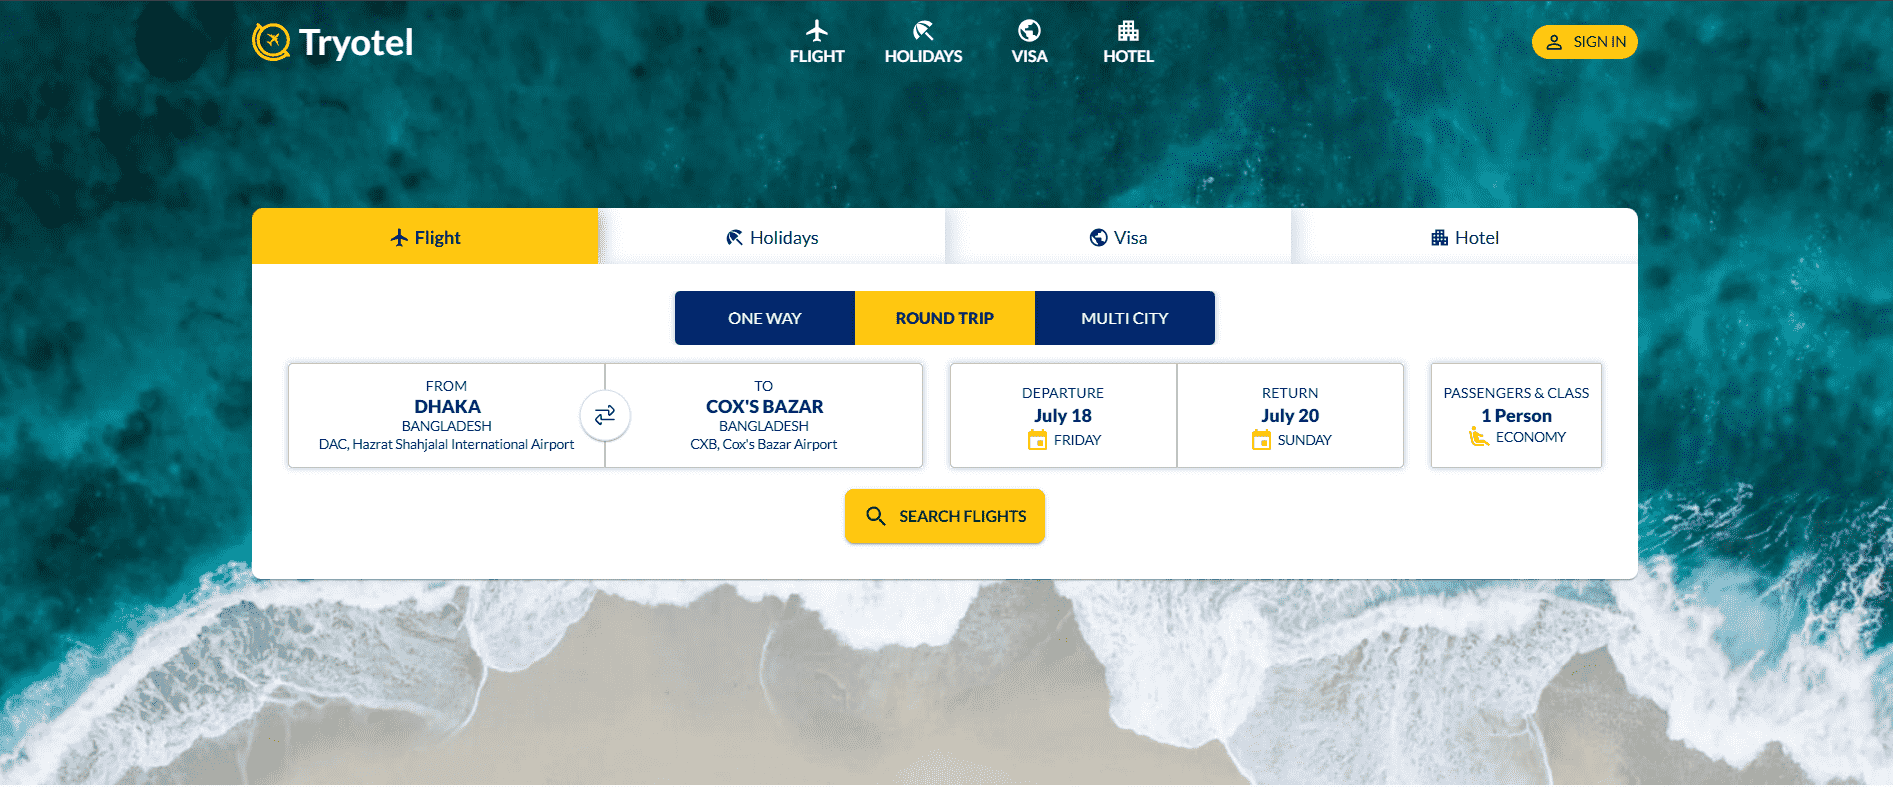 Tryotel
FLIGHT
HOLIDAYS
VISA
HOTEL
SIGN IN
Flight
Holidays
Visa
Hotel
ONE WAY
ROUND TRIP
MULTI CITY
FROM
DHAKA
BANGLADESH
DAC, Hazrat Shahjalal International Airport
TO
COX'S BAZAR
BANGLADESH
CXB, Cox's Bazar Airport
DEPARTURE
July 18
FRIDAY
RETURN
July 20
SUNDAY
PASSENGERS & CLASS
1 Person
ECONOMY
SEARCH FLIGHTS